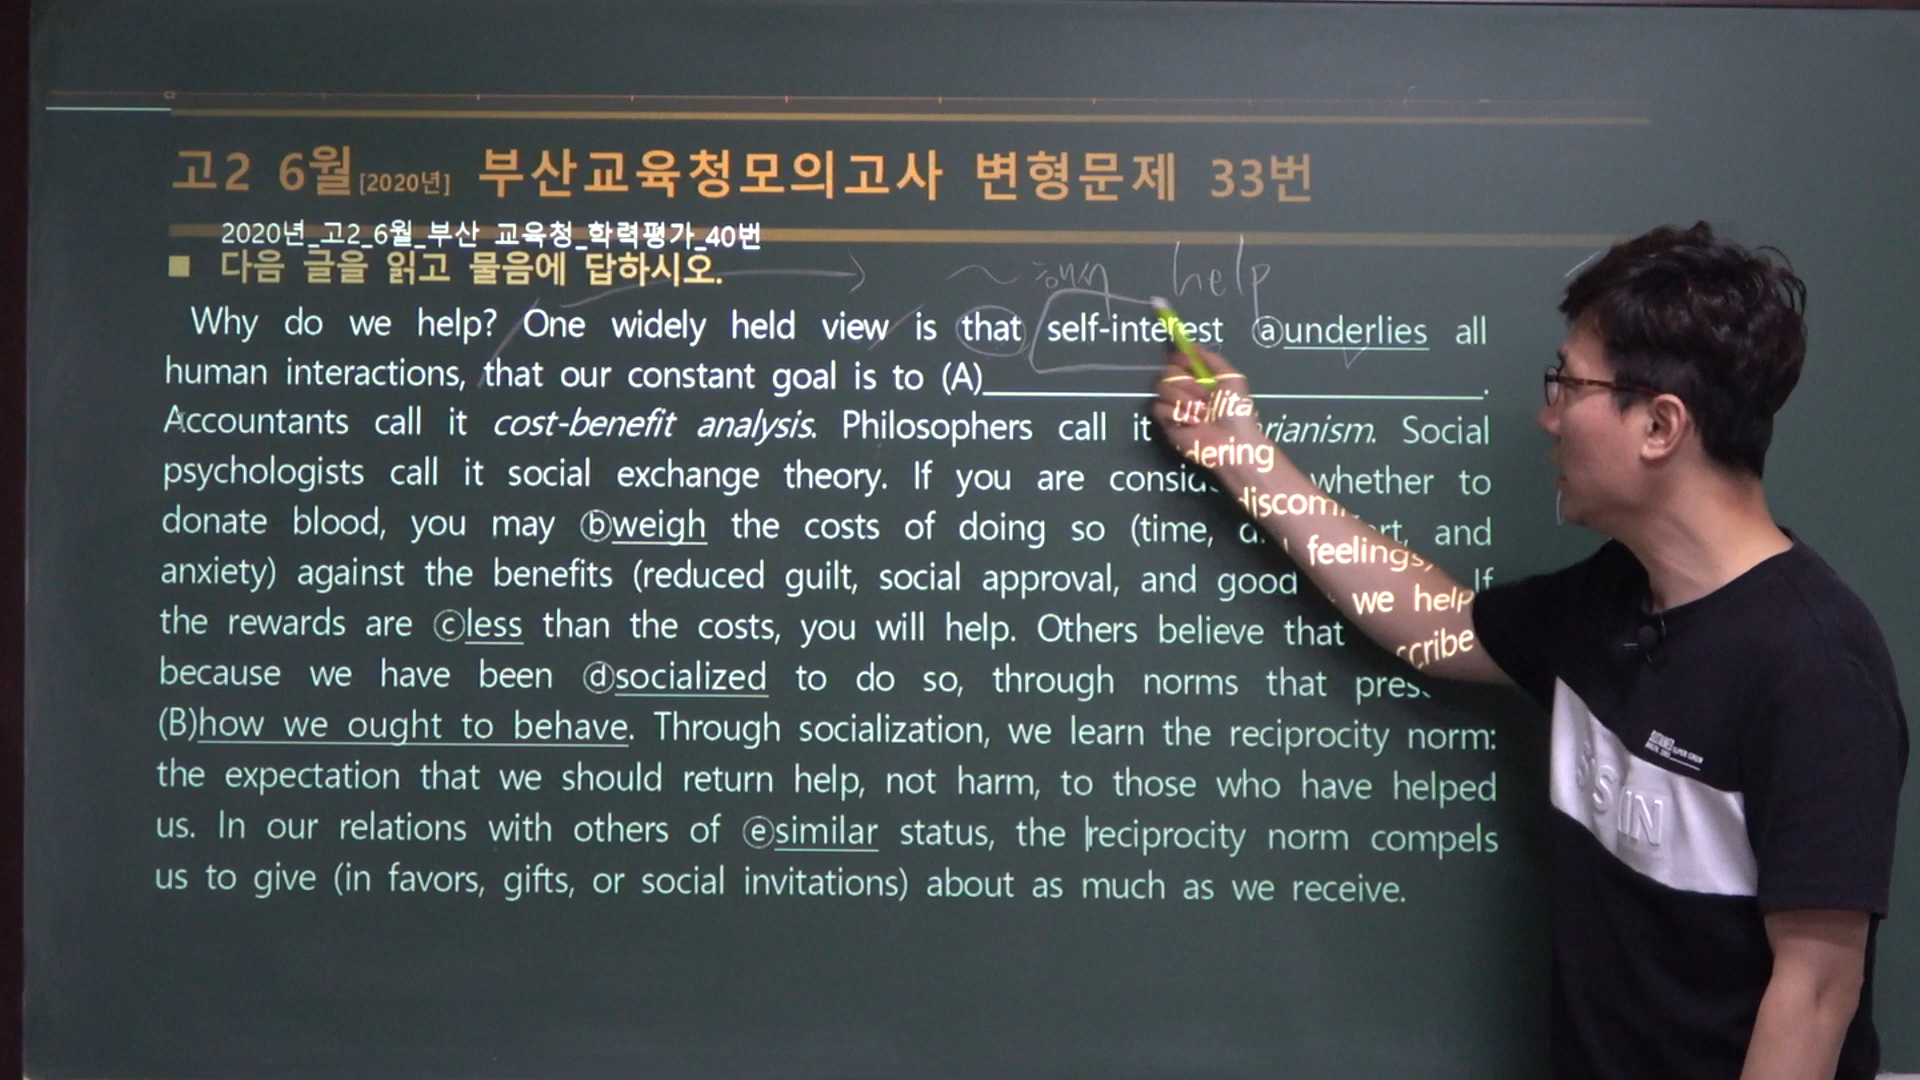 고2 6월[2020년] 부산교육청모의고사 변형문제 33번
2020년_고2_6월_부산 교육청_학력평가_40번
■ 다음 글을 읽고 물음에 답하시오.
~ 해석 help
Why do we help? One widely held view is that self-interest ⓐunderlies all
human interactions, that our constant goal is to (A)__________.
Accountants call it cost-benefit analysis. Philosophers call it utilitarianism. Social
psychologists call it social exchange theory. If you are considering whether to
donate blood, you may ⓑweigh the costs of doing so (time, discomfort, and
anxiety) against the benefits (reduced guilt, social approval, and good feelings). If
the rewards are ⓒless than the costs, you will help. Others believe that we help
because we have been ⓓsocialized to do so, through norms that prescribe
(B)how we ought to behave. Through socialization, we learn the reciprocity norm:
the expectation that we should return help, not harm, to those who have helped
us. In our relations with others of ⓔsimilar status, the reciprocity norm compels
us to give (in favors, gifts, or social invitations) about as much as we receive.